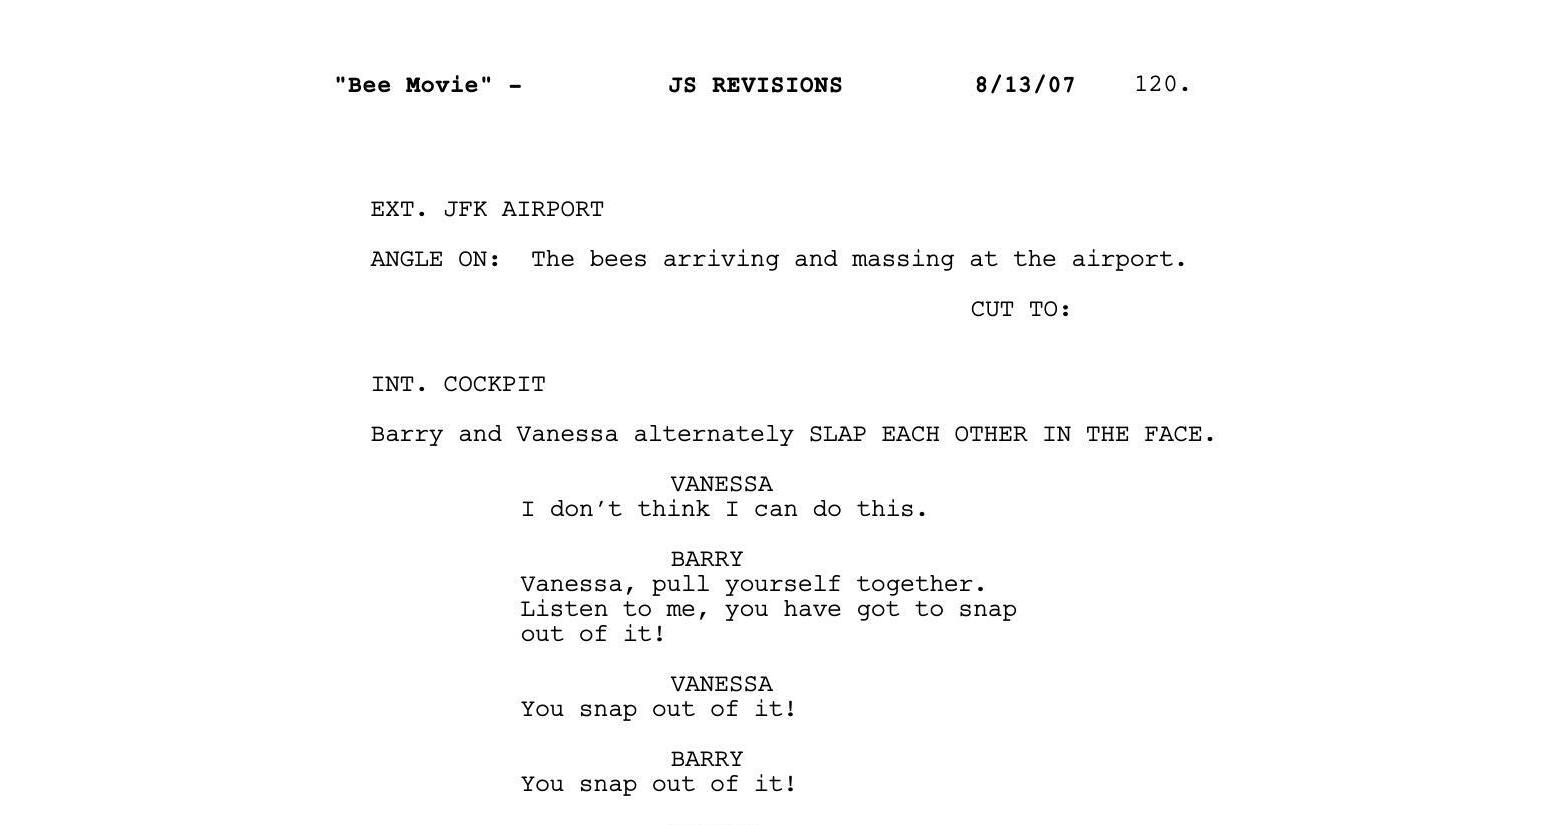 "Bee Movie" - JS REVISIONS 8/13/07 120.
EXT. JFK AIRPORT
ANGLE ON: The bees arriving and massing at the airport.
CUT TO:
INT. COCKPIT
Barry and Vanessa alternately SLAP EACH OTHER IN THE FACE.
VANESSA
I don’t think I can do this.
BARRY
Vanessa, pull yourself together.
Listen to me, you have got to snap
out of it!
VANESSA
You snap out of it!
BARRY
You snap out of it!